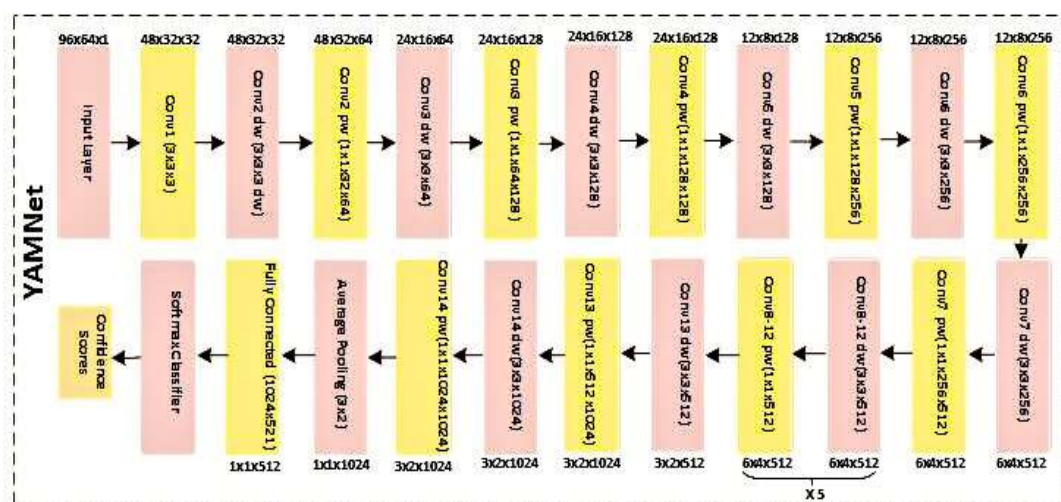 YAMNet
96x64x1
48x32x32
48x32x32
48x32x64
24x16x64
24x16x128
24x16x128
24x16x128
12x8x128
12x8x256
12x8x256
12x8x256
Input Layer
Conv1 (3x3x3)
Conv2 dw (3x3x3 dw)
Conv2 pw (1x1x32x64)
Conv3 dw (3x3x64)
Conv3 pw (1x1x64x128)
Conv4 dw (3x3x128)
Conv4 pw(1x1x128x128)
Conv5 dw (3x3x128)
Conv5 pw(1x1x128x256)
Conv6 dw (3x3x256)
Conv6 pw(1x1x256x256)
Confidence
Scores
SoftmaxClassifier
Fully Connected (1024x521)
Average Pooling (3x2)
Conv14 pw(1x1x1024x1024)
Conv14 dw(3x3x1024)
Conv13 pw(1x1x512x1024)
Conv13 dw(3x3x512)
Conv8-12 pw(1x1x512)
Conv8-12 dw(3x3x512)
Conv7 pw(1x1x256x512)
Conv7 dw(3x3x256)
1x1x512
1x1x1024
3x2x1024
3x2x1024
3x2x1024
3x2x512
6x4x512
6x4x512
6x4x512
6x4x512
X 5